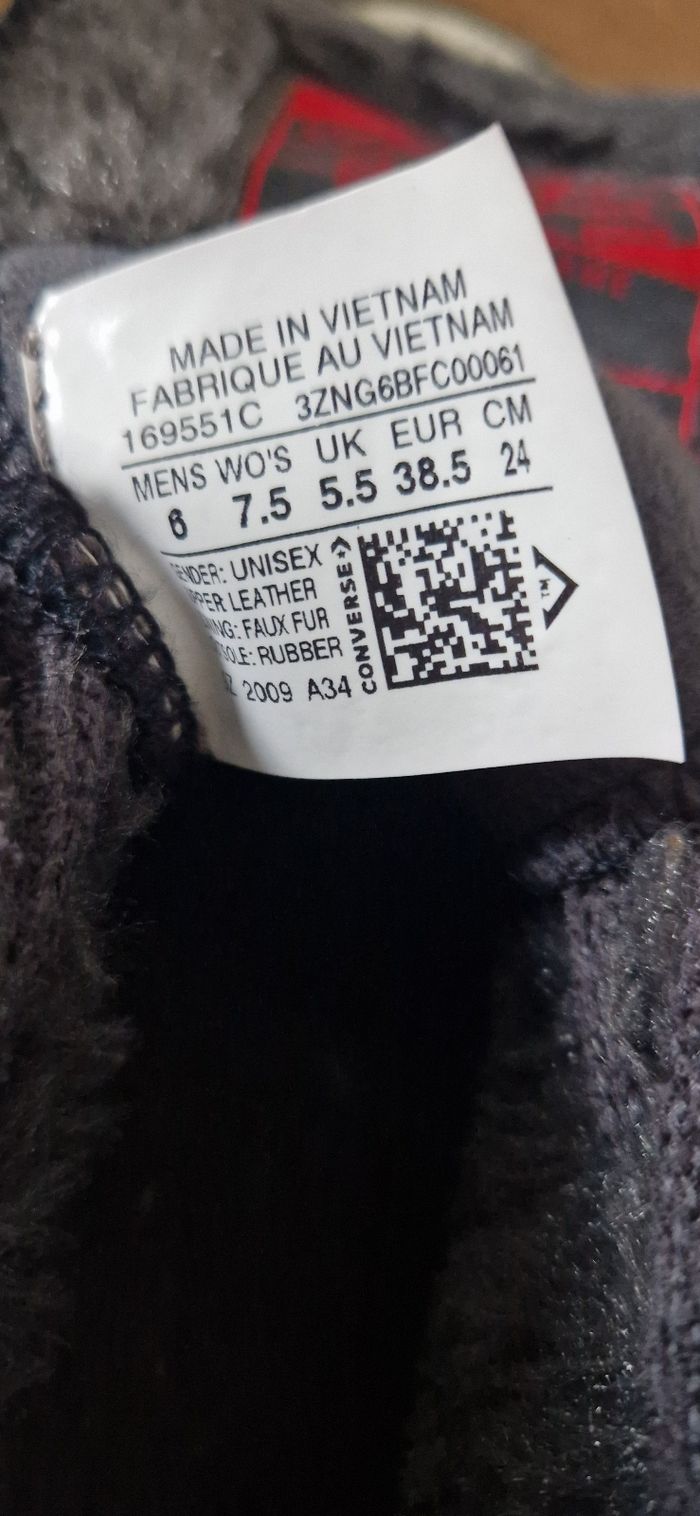 MADE IN VIETNAM
FABRIQUE AU VIETNAM
169551C 3ZNG6BFC00061
MENS WO'S UK EUR CM
6 7.5 5.5 38.5 24
UNISEX
LEATHER
FAUX FUR
RUBBER
2009 A34
CONVERSE
TM